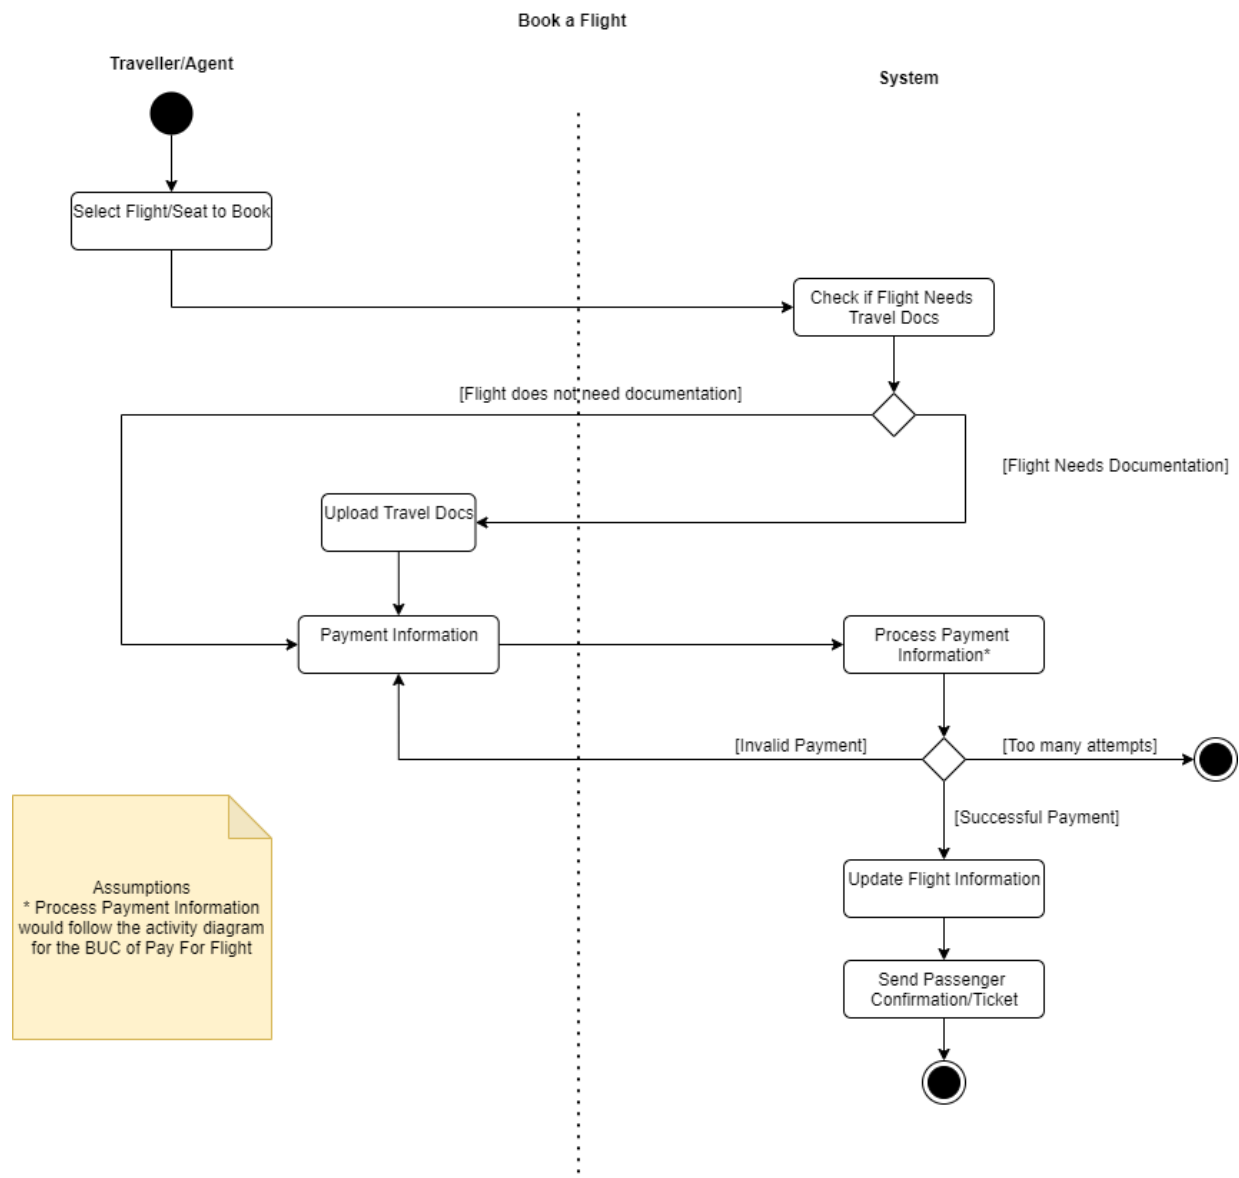 Book a Flight
Traveller/Agent
System
Select Flight/Seat to Book
Check if Flight Needs
Travel Docs
[Flight does not need documentation]
[Flight Needs Documentation]
Upload Travel Docs
Payment Information
Process Payment
Information*
[Invalid Payment]
[Too many attempts]
[Successful Payment]
Update Flight Information
Assumptions
* Process Payment Information
would follow the activity diagram
for the BUC of Pay For Flight
Send Passenger
Confirmation/Ticket